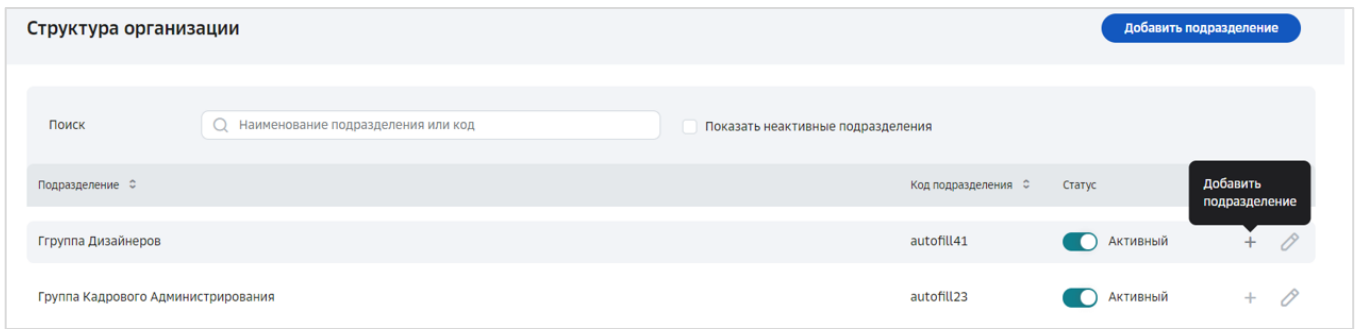 Структура организации
Добавить подразделение
Поиск
Наименование подразделения или код
Показать неактивные подразделения
Подразделение
Код подразделения
Статус
Добавить
подразделение
Ггруппа Дизайнеров
autofill41
Активный
Группа Кадрового Администрирования
autofill23
Активный